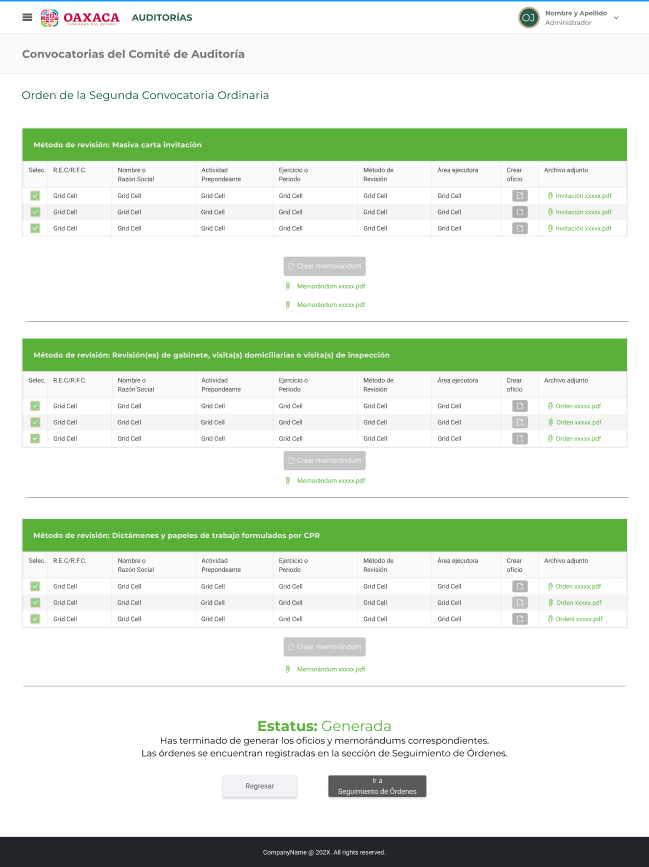 OAXACA
GOBIERNO DEL ESTADO
AUDITORÍAS
OJ
Nombre y Apellido
Administrador
Convocatorias del Comité de Auditoría
Orden de la Segunda Convocatoria Ordinaria
Método de revisión: Masiva carta invitación
Selec. R.E.C/R.F.C. Nombre o Razón Social Actividad Prepondeante Ejercicio o Periodo Método de Revisión Área ejecutora Crear oficio Archivo adjunto
Grid Cell Grid Cell Grid Cell Grid Cell Grid Cell Grid Cell Invitación xxxxx.pdf
Grid Cell Grid Cell Grid Cell Grid Cell Grid Cell Grid Cell Invitación xxxxx.pdf
Grid Cell Grid Cell Grid Cell Grid Cell Grid Cell Grid Cell Invitación xxxxx.pdf
Crear memorándum
Memorándum xxxxx.pdf
Memorándum xxxxx.pdf
Método de revisión: Revisión(es) de gabinete, visita(s) domiciliarias o visita(s) de inspección
Selec. R.E.C/R.F.C. Nombre o Razón Social Actividad Prepondeante Ejercicio o Periodo Método de Revisión Área ejecutora Crear oficio Archivo adjunto
Grid Cell Grid Cell Grid Cell Grid Cell Grid Cell Grid Cell Orden xxxxx.pdf
Grid Cell Grid Cell Grid Cell Grid Cell Grid Cell Grid Cell Orden xxxxx.pdf
Grid Cell Grid Cell Grid Cell Grid Cell Grid Cell Grid Cell Orden xxxxx.pdf
Crear memorándum
Memorándum xxxxx.pdf
Método de revisión: Dictámenes y papeles de trabajo formulados por CPR
Selec. R.E.C/R.F.C. Nombre o Razón Social Actividad Prepondeante Ejercicio o Periodo Método de Revisión Área ejecutora Crear oficio Archivo adjunto
Grid Cell Grid Cell Grid Cell Grid Cell Grid Cell Grid Cell Orden xxxxx.pdf
Grid Cell Grid Cell Grid Cell Grid Cell Grid Cell Grid Cell Orden xxxxx.pdf
Grid Cell Grid Cell Grid Cell Grid Cell Grid Cell Grid Cell Orden| xxxxx.pdf
Crear memorándum
Memorándum xxxxx.pdf
Estatus: Generada
Has terminado de generar los oficios y memorándums correspondientes.
Las órdenes se encuentran registradas en la sección de Seguimiento de Órdenes.
Regresar
Ir a
Seguimiento de Órdenes
CompanyName @ 202X. All rights reserved.